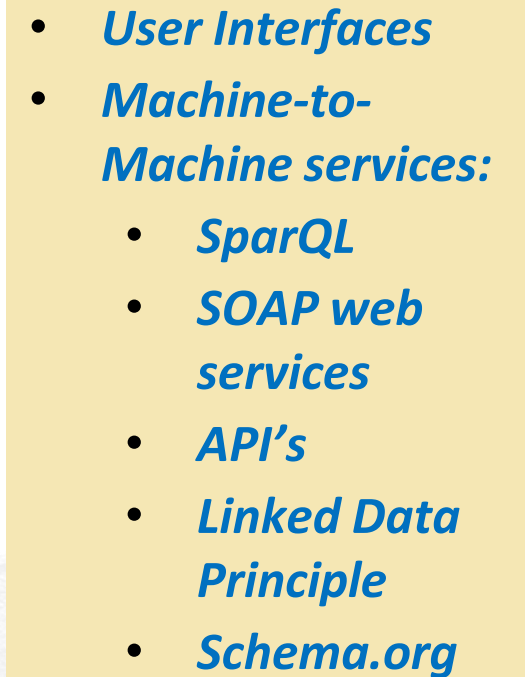 • User Interfaces
• Machine-to-
Machine services:
• SparQL
• SOAP web
services
• API’s
• Linked Data
Principle
• Schema.org